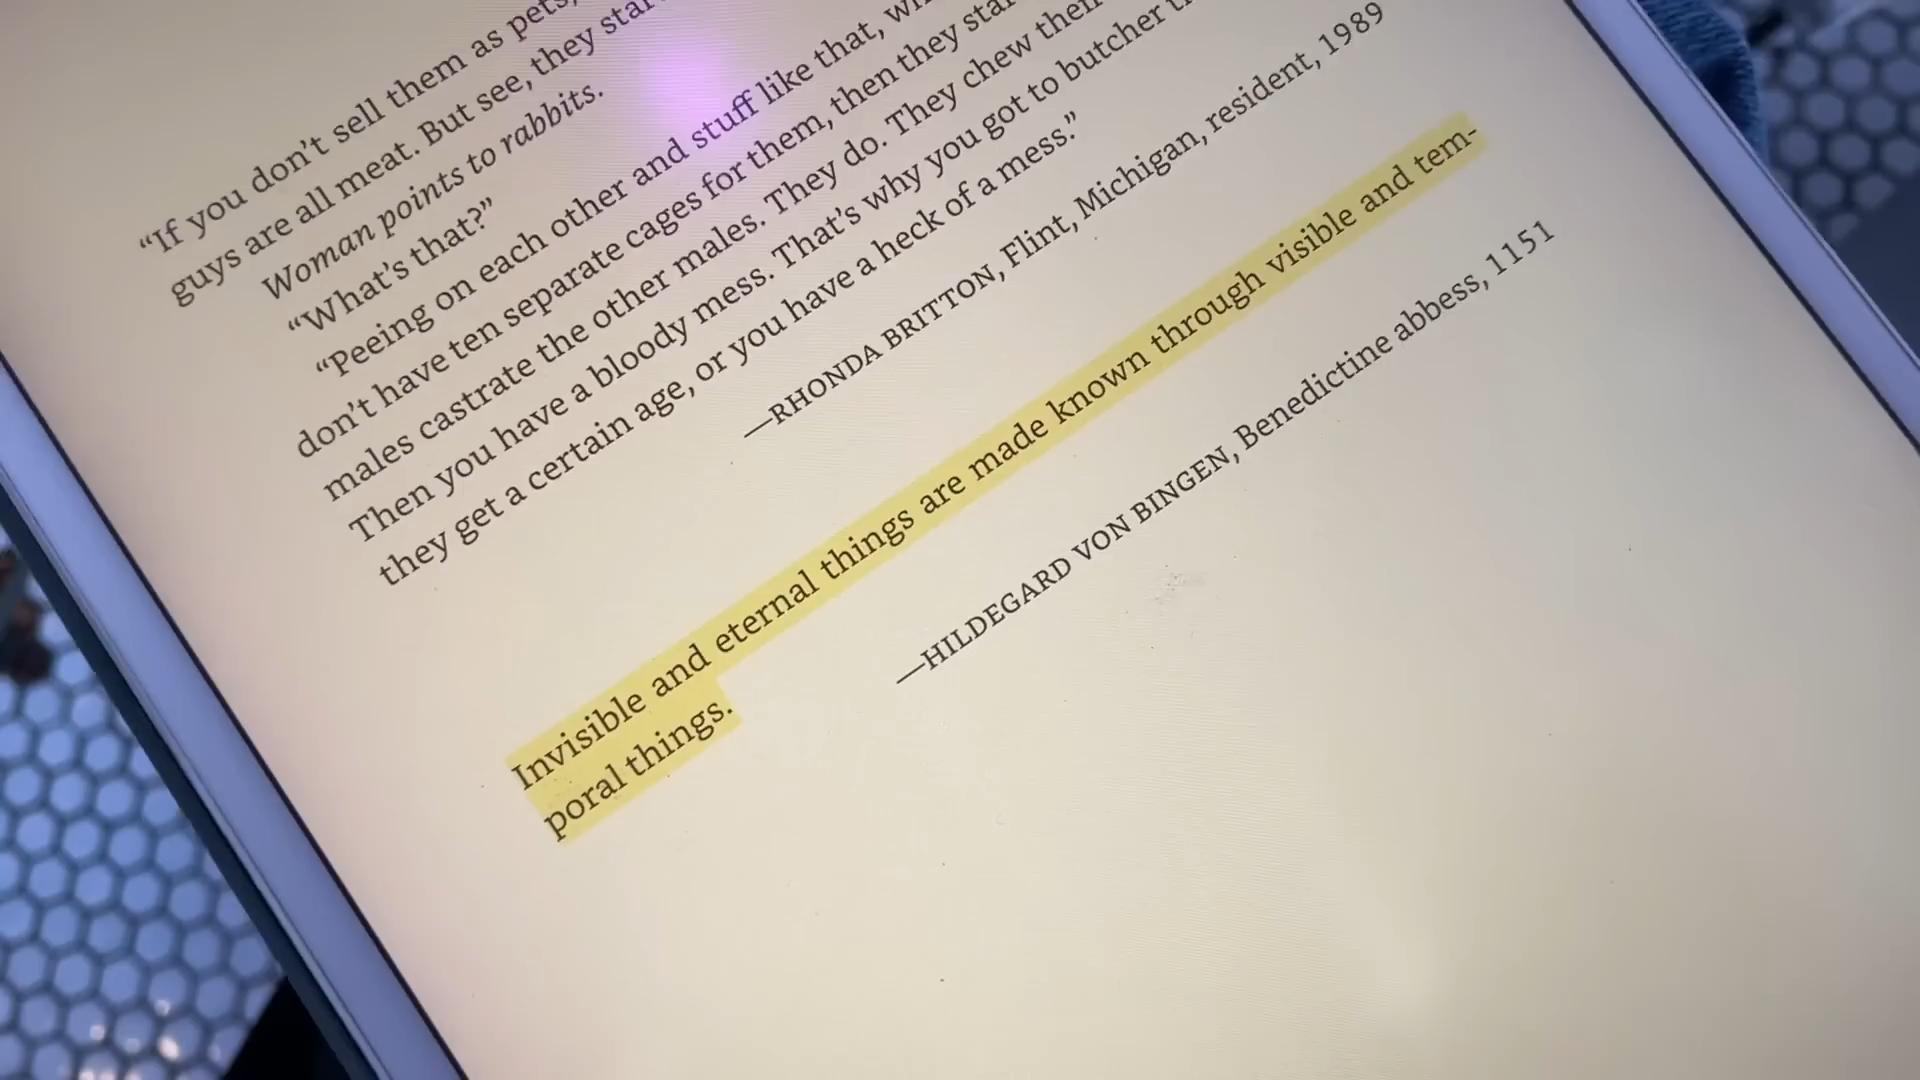 “If you don’t sell them as pets,
guys are all meat. But see, they star
Woman points to rabbits.
“What’s that?”
“Peeing on each other and stuff like that,
don’t have ten separate cages for them, then they star
males castrate the other males. They do. They chew
Then you have a bloody mess. That’s why you got to butcher
they get a certain age, or you have a heck of a mess.”
—RHONDA BRITTON, Flint, Michigan, resident, 1989
Invisible and eternal things are made known through visible and tem-
poral things.
—HILDEGARD VON BINGEN, Benedictine abbess, 1151